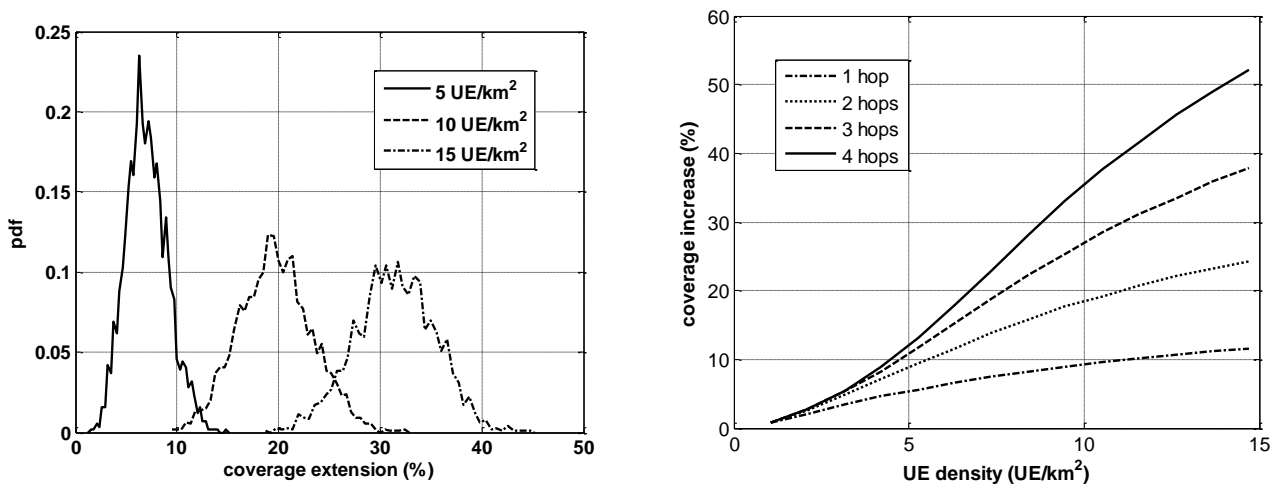 0.25
0.2
0.15
0.1
0.05
0
0 10 20 30 40 50
pdf
coverage extension (%)
5 UE/km²
10 UE/km²
15 UE/km²
60
50
40
30
20
10
0
0 5 10 15
coverage increase (%)
UE density (UE/km²)
1 hop
2 hops
3 hops
4 hops